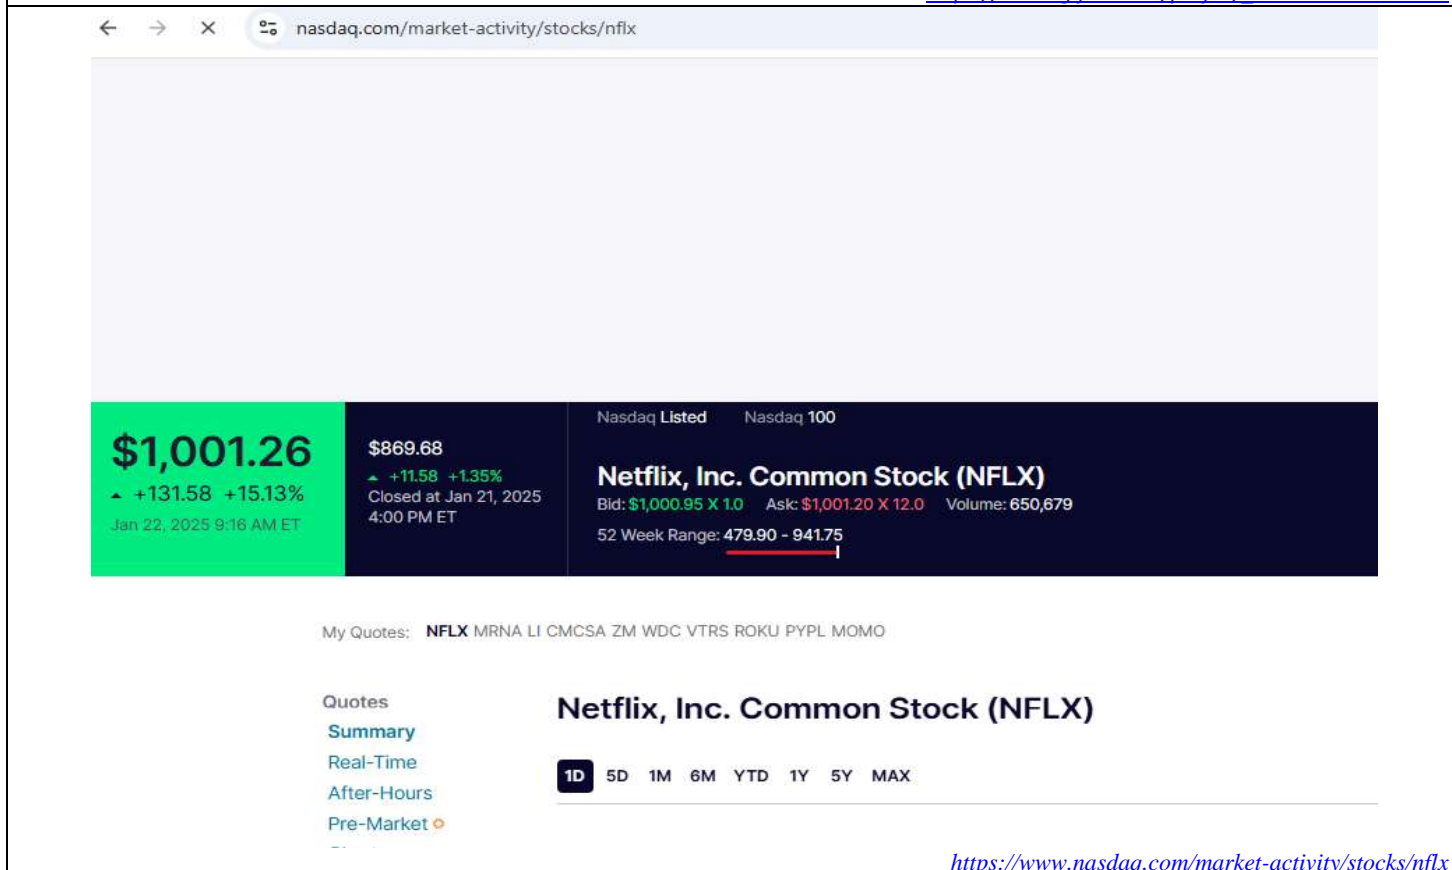 nasdaq.com/market-activity/stocks/nflx
$1,001.26
+131.58 +15.13%
Jan 22, 2025 9:16 AM ET
$869.68
+11.58 +1.35%
Closed at Jan 21, 2025
4:00 PM ET
Nasdaq Listed Nasdaq 100
Netflix, Inc. Common Stock (NFLX)
Bid: $1,000.95 X 1.0 Ask: $1,001.20 X 12.0 Volume: 650,679
52 Week Range: 479.90 - 941.75
My Quotes: NFLX MRNA LI CMCSA ZM WDC VTRS ROKU PYPL MOMO
Quotes
Summary
Real-Time
After-Hours
Pre-Market
Netflix, Inc. Common Stock (NFLX)
1D 5D 1M 6M YTD 1Y 5Y MAX
https://www.nasdaq.com/market-activity/stocks/nflx